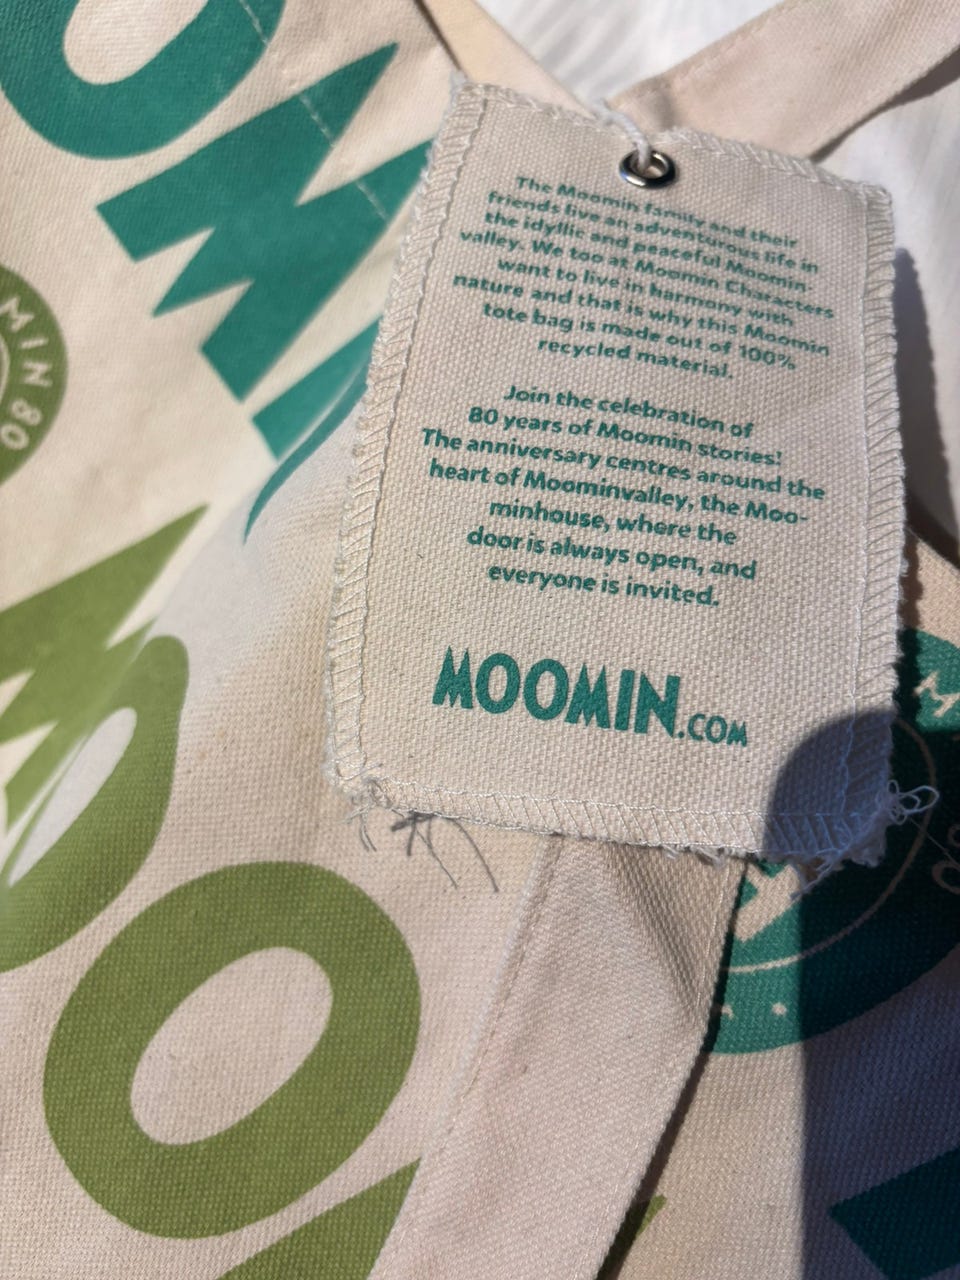 OMM
MIN 80
The Moomin family and their
friends live an adventurous life in
the idyllic and peaceful Moomin-
valley. We too at Moomin Characters
want to live in harmony with
nature and that is why this Moomin
tote bag is made out of 100%
recycled material.
Join the celebration of
80 years of Moomin stories!
The anniversary centres around the
heart of Moominvalley, the Moo-
minhouse, where the
door is always open, and
everyone is invited.
MOOMIN.COM
MOO